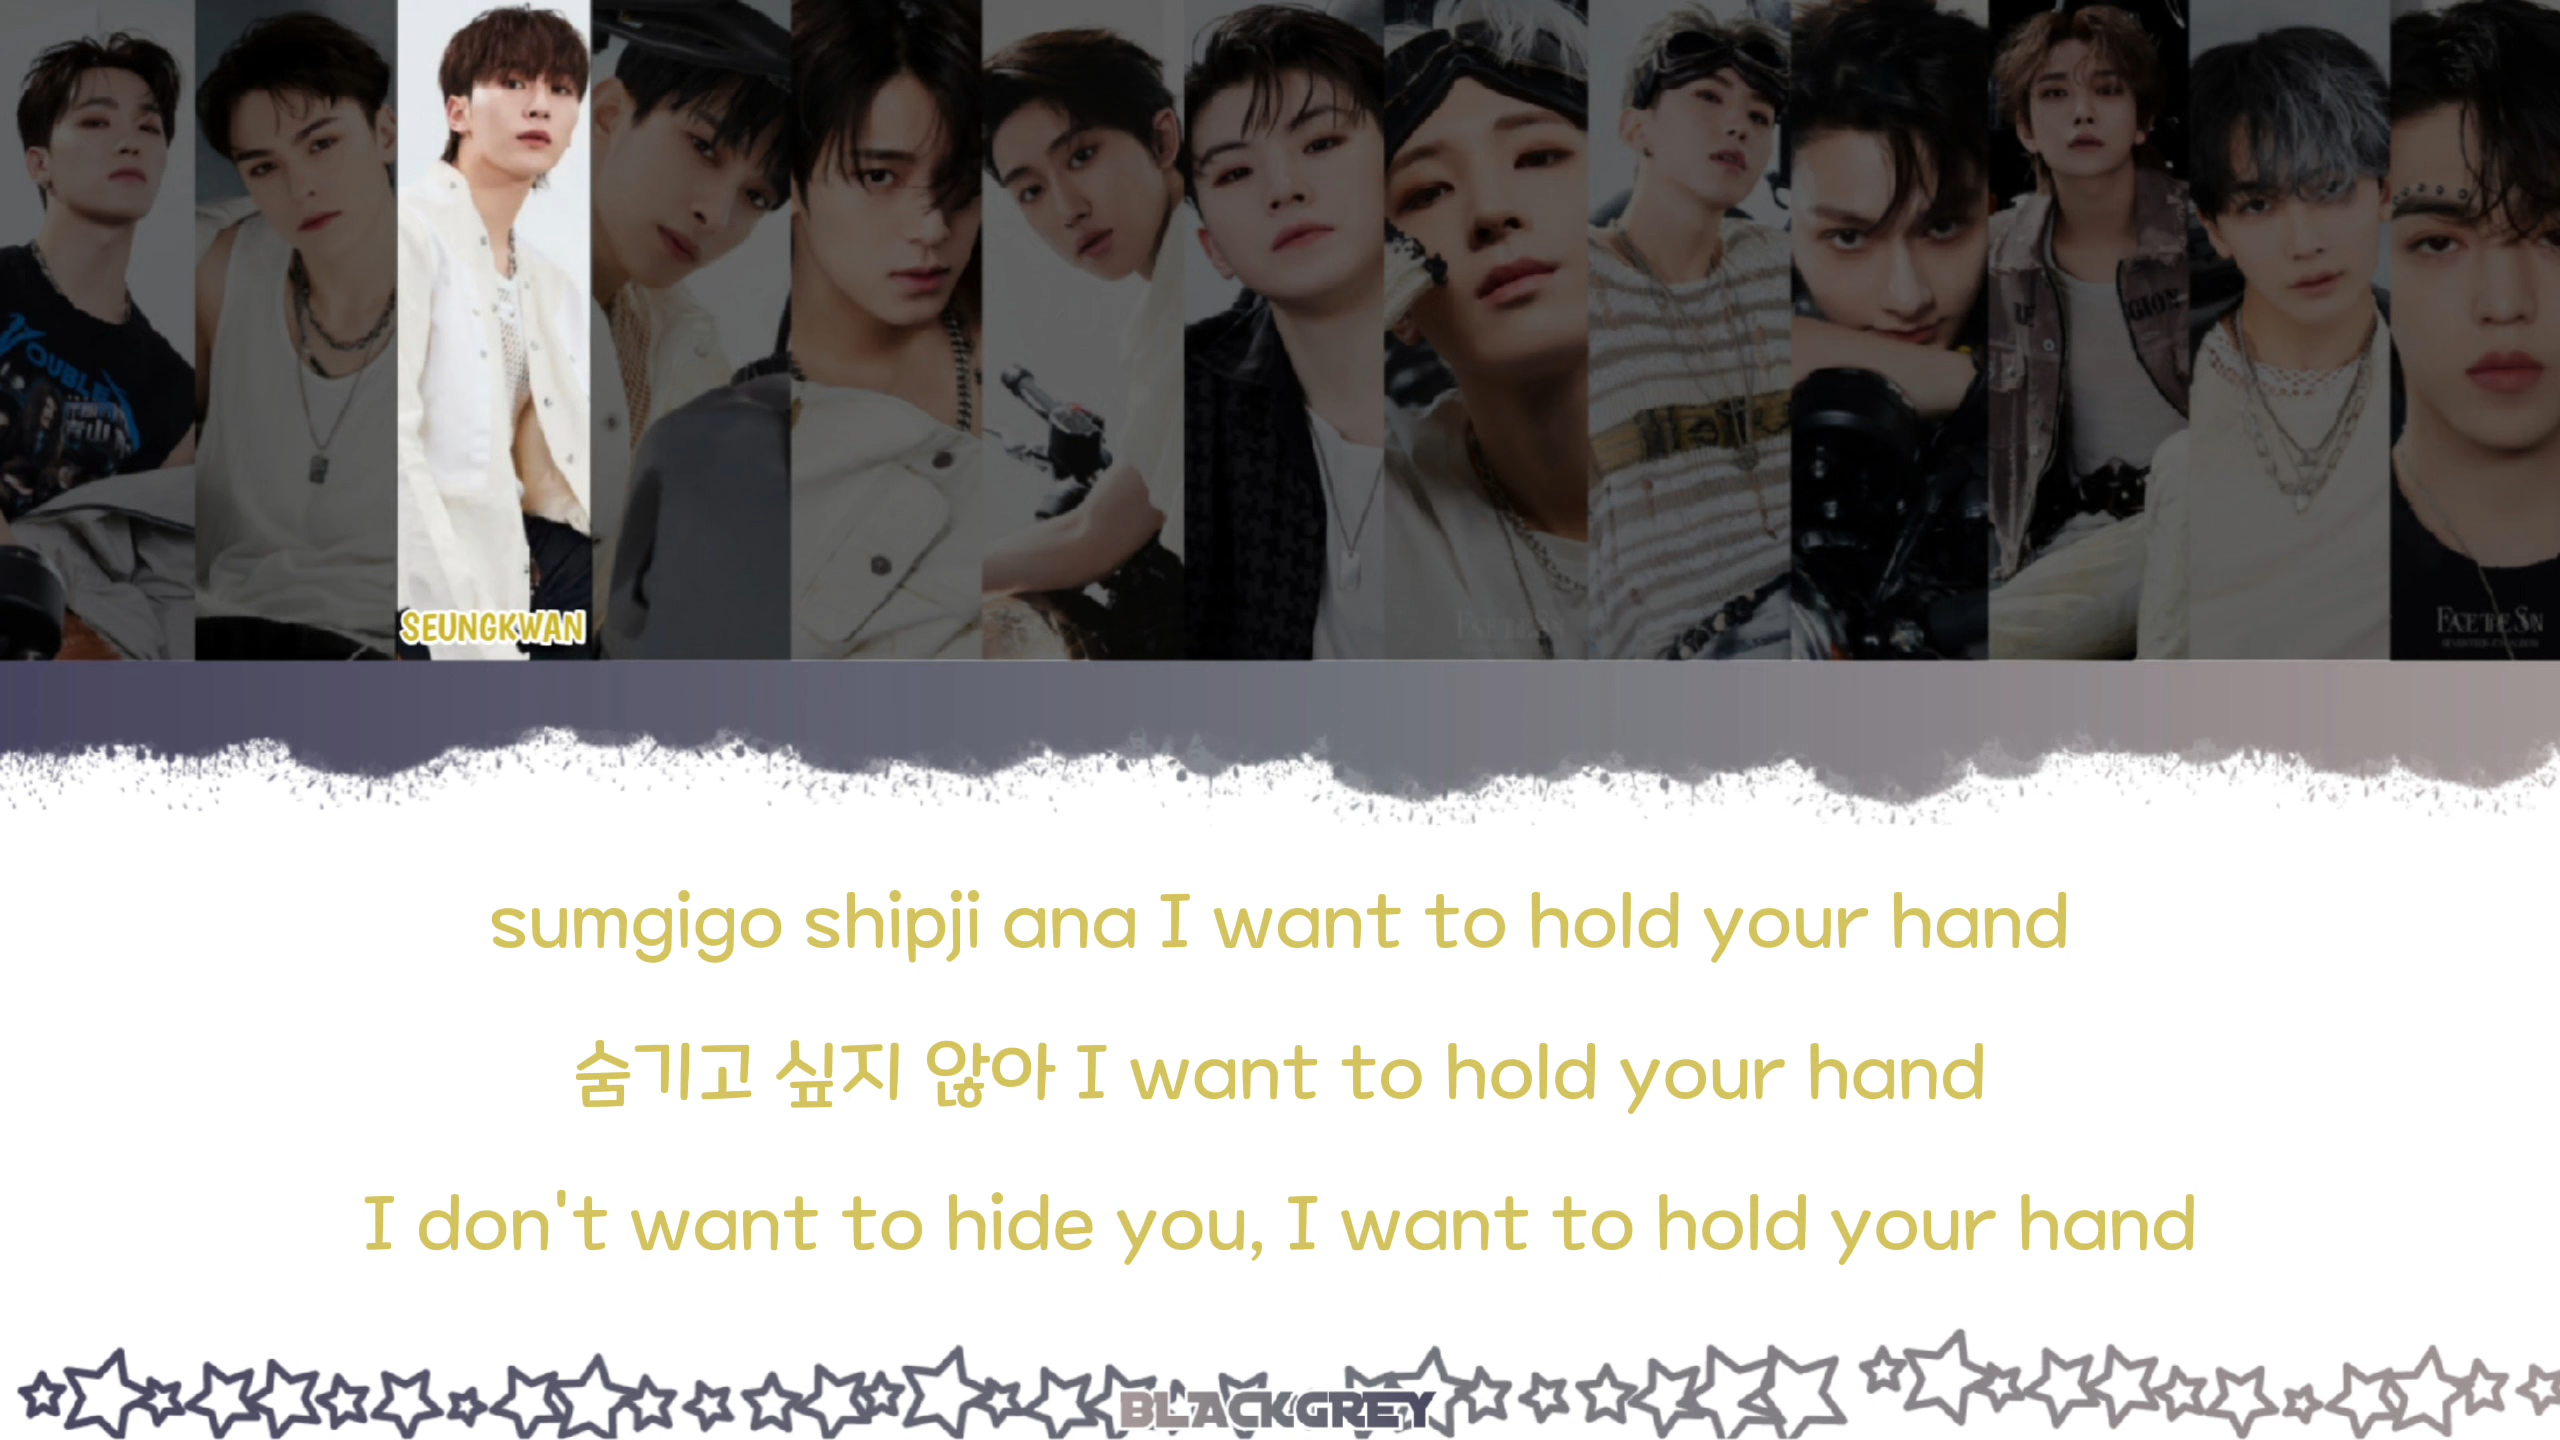 SEUNGKWAN
sumgigo shipji ana I want to hold your hand
숨기고 싶지 않아 I want to hold your hand
I don't want to hide you, I want to hold your hand
BLACKGREY